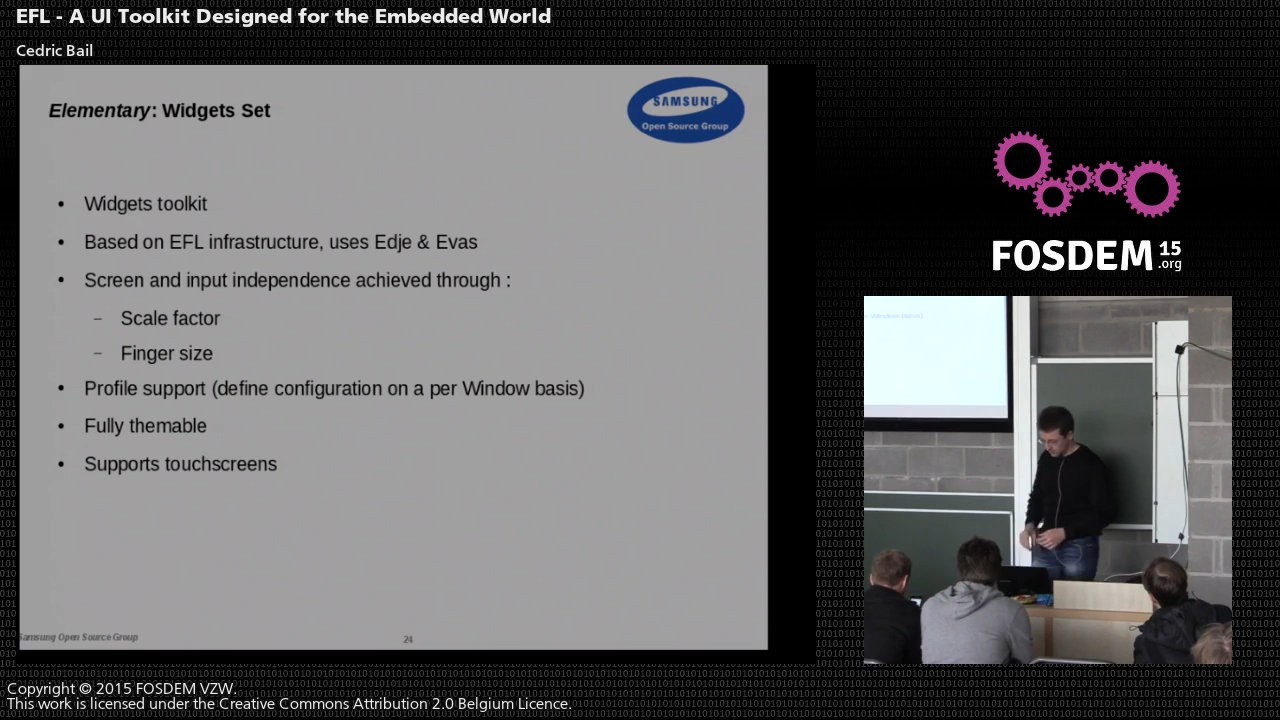 EFL - A UI Toolkit Designed for the Embedded World
Cedric Bail
Elementary: Widgets Set
SAMSUNG
Open Source Group
• Widgets toolkit
• Based on EFL infrastructure, uses Edje & Evas
• Screen and input independence achieved through :
– Scale factor
– Finger size
• Profile support (define configuration on a per Window basis)
• Fully themable
• Supports touchscreens
Samsung Open Source Group
24
FOSDEM 15
.org
Copyright © 2015 FOSDEM VZW.
This work is licensed under the Creative Commons Attribution 2.0 Belgium Licence.